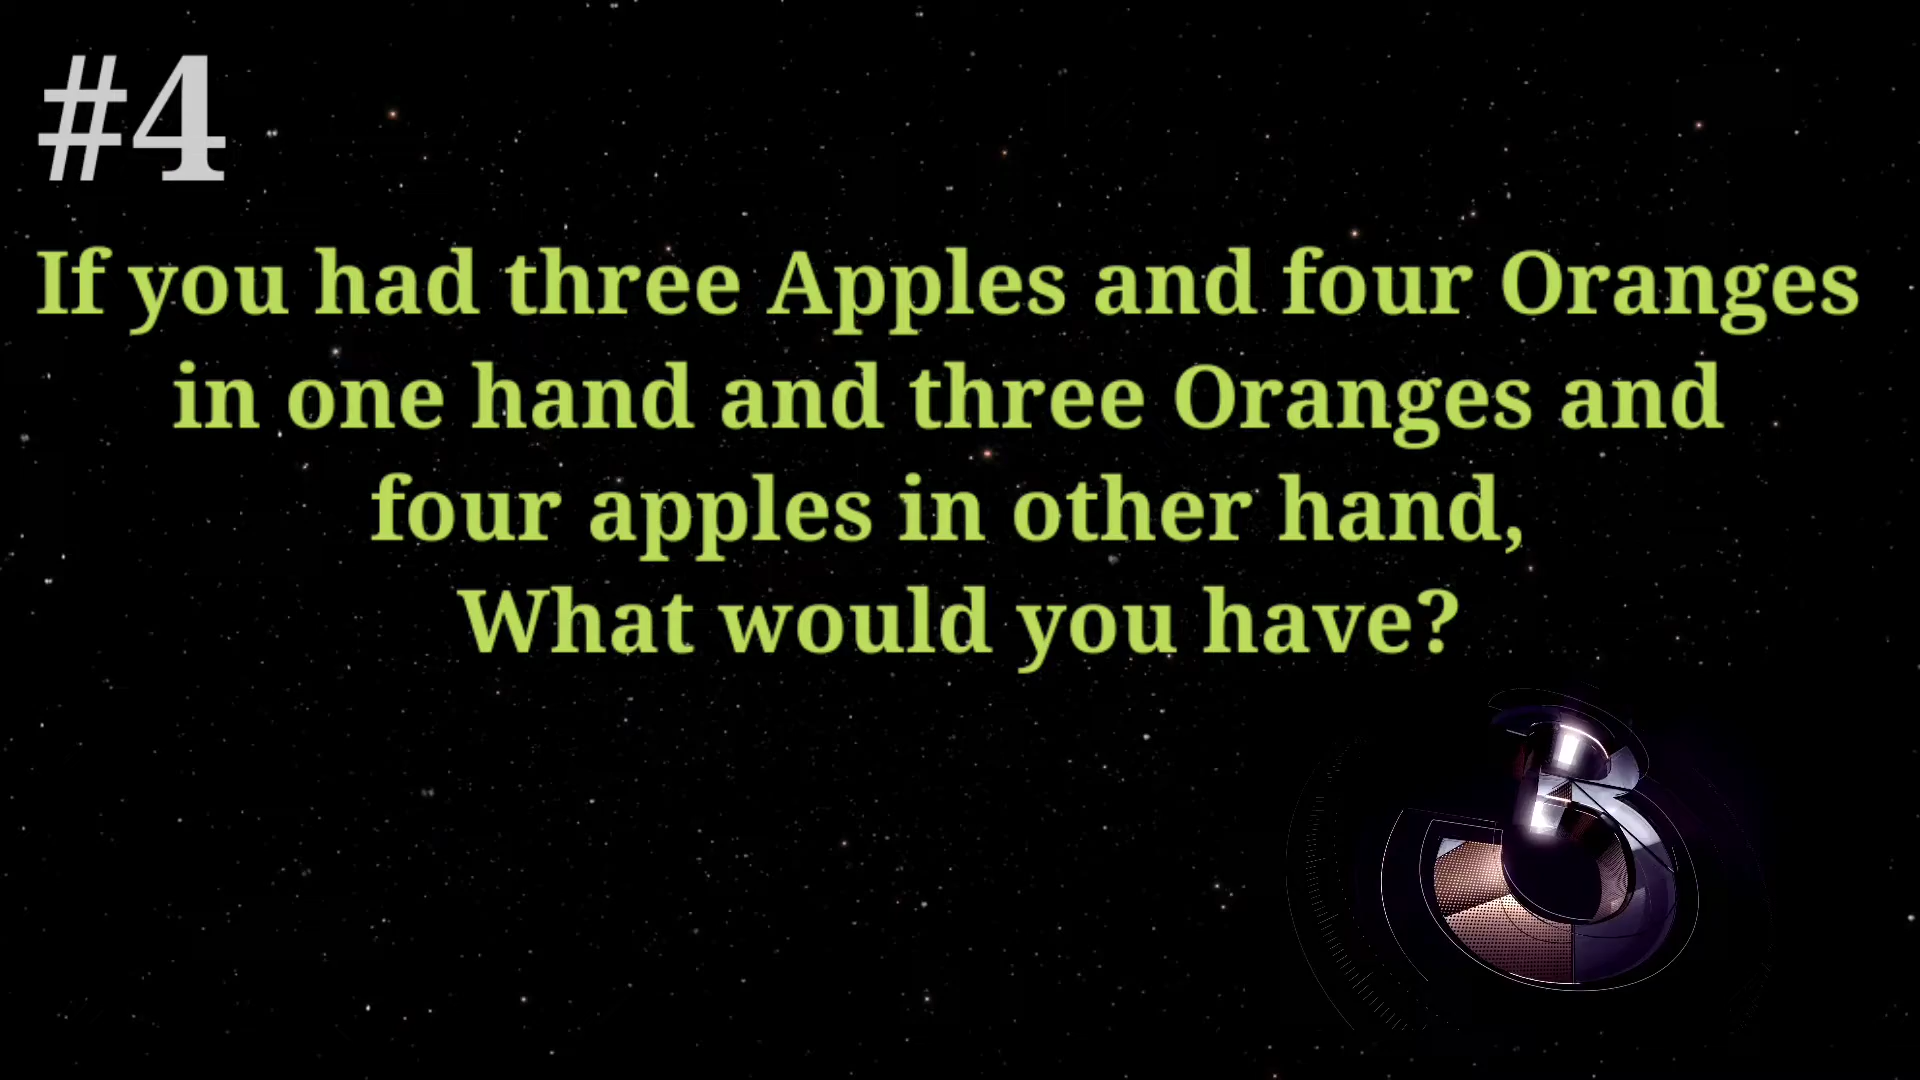 #4
If you had three Apples and four Oranges
in one hand and three Oranges and
four apples in other hand,
What would you have?